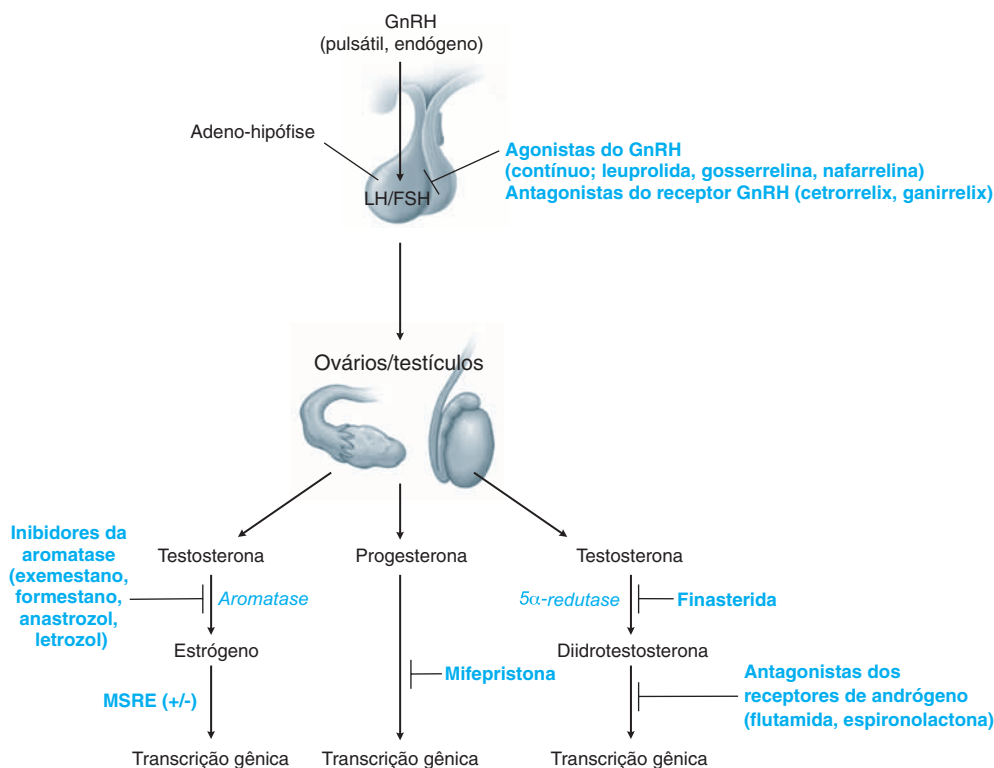 GnRH
(pulsátil, endógeno)
Adeno-hipófise
Agonistas do GnRH
(contínuo; leuprolida, gosserrelina, nafarrelina)
Antagonistas do receptor GnRH (cetrorrelix, ganirrelix)
LH/FSH
Ovários/testículos
Inibidores da
aromatase
(exemestano,
formestano,
anastrozol,
letrozol)
Testosterona
Progesterona
Testosterona
Aromatase
5α-redutase
Finasterida
Estrógeno
Diidrotestosterona
Mifepristona
MSRE (+/-)
Antagonistas dos
receptores de andrógeno
(flutamida, espironolactona)
Transcrição gênica
Transcrição gênica
Transcrição gênica